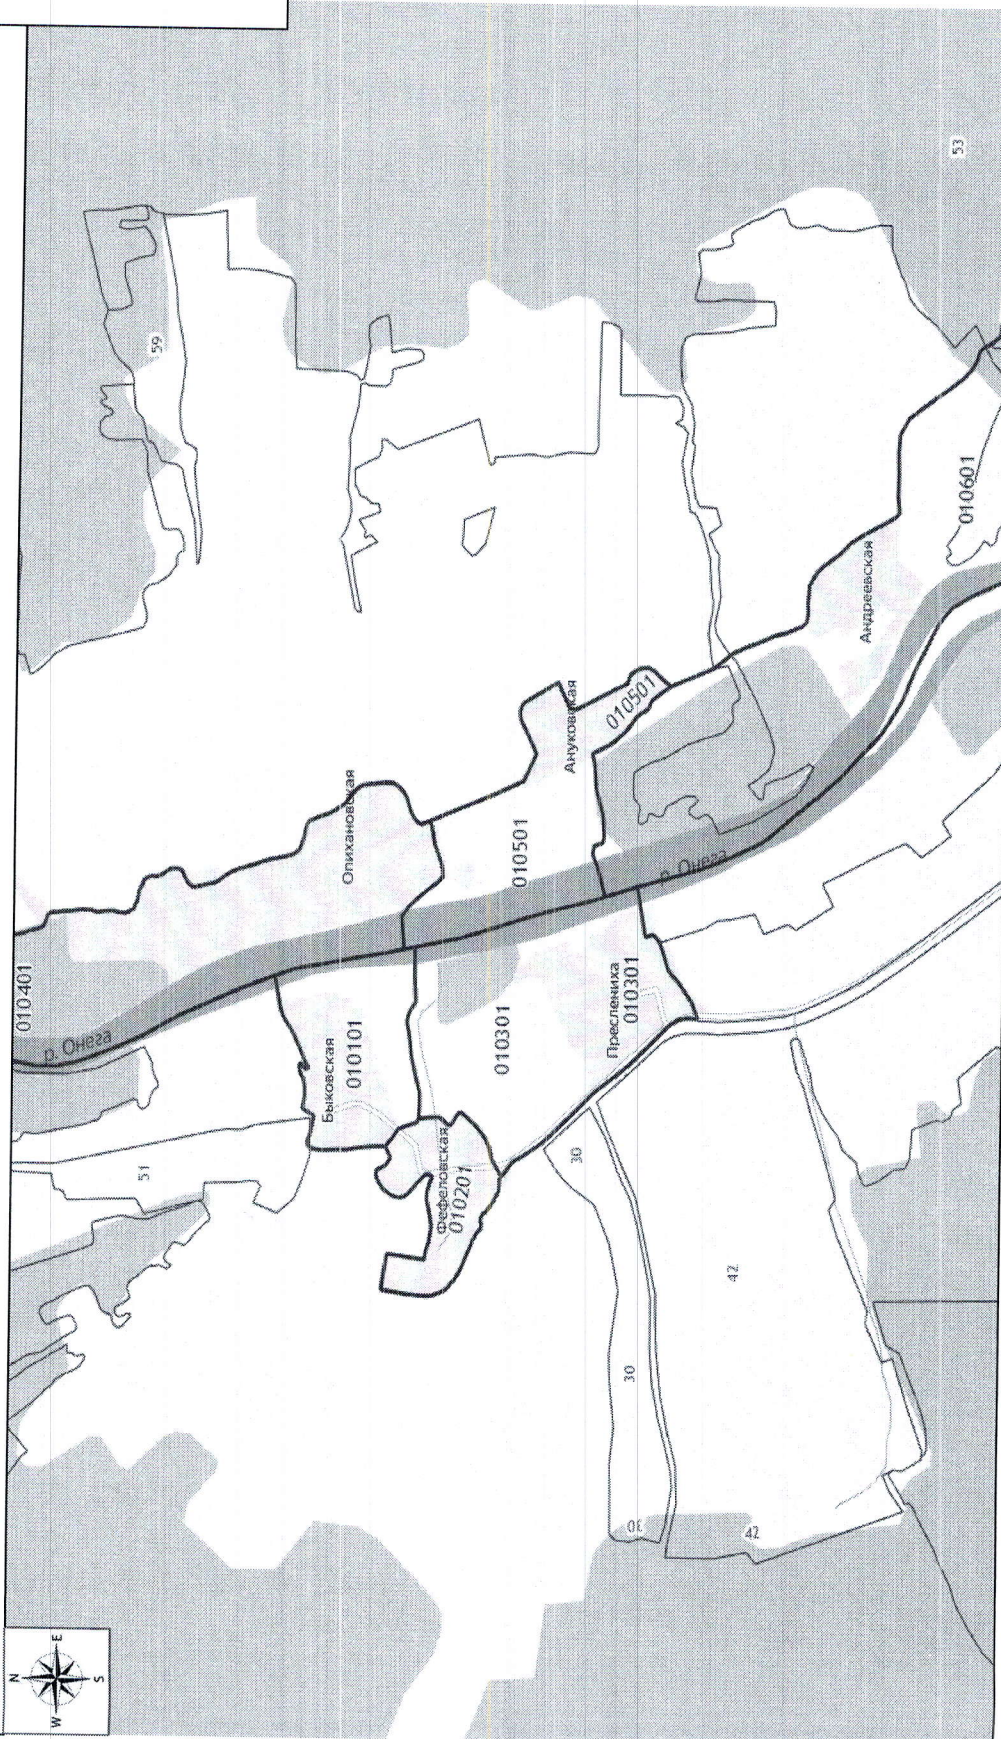 N
W
E
S
010401
р. Онега
51
59
53
Опихановская
Быковская
010101
Фефеловская
010201
010501
010301
Ануковская
010501
Преслениха
010301
р. Онега
Андреевская
010601
30
30
30
42
42